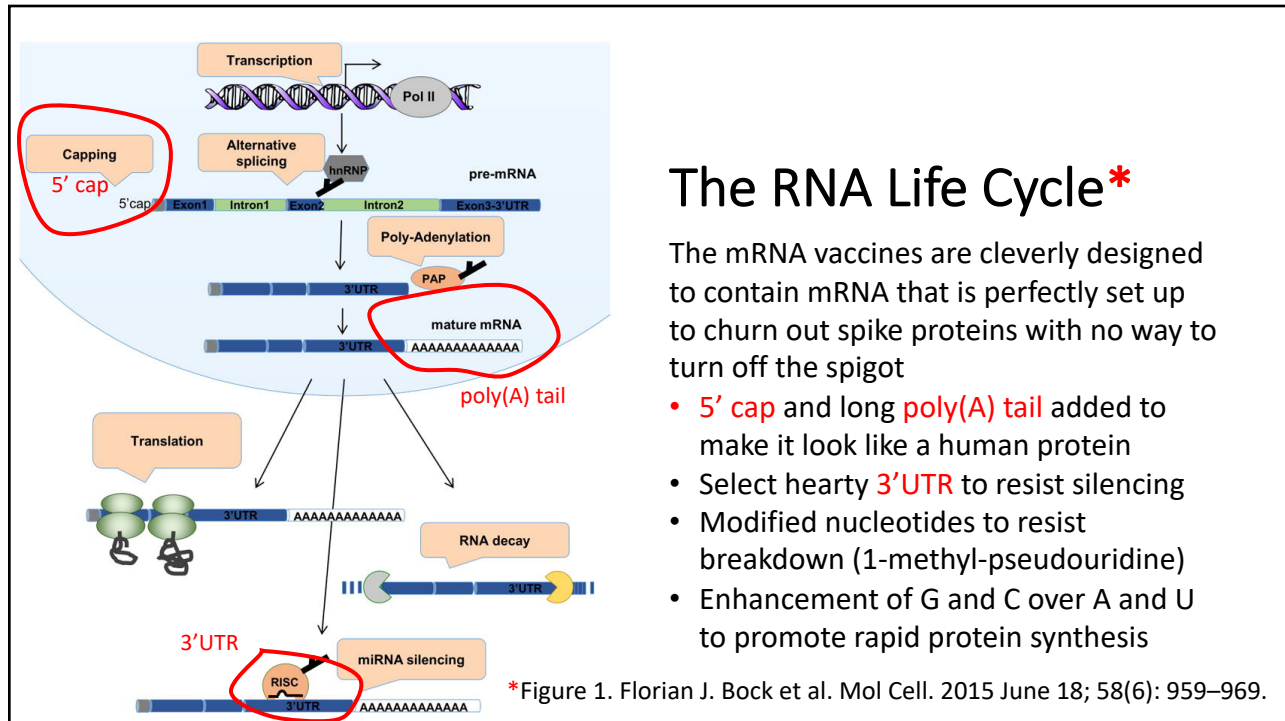 Transcription
Pol II
Capping
5’ cap
Alternative
splicing
hnRNP
pre-mRNA
5'cap
Exon1
Intron1
Exon2
Intron2
Exon3-3'UTR
Poly-Adenylation
PAP
3'UTR
mature mRNA
3'UTR
AAAAAAAAAAAAA
poly(A) tail
Translation
3'UTR
AAAAAAAAAAAAA
RNA decay
3'UTR
3’UTR
miRNA silencing
RISC
3'UTR
AAAAAAAAAAAAA
The RNA Life Cycle*
The mRNA vaccines are cleverly designed
to contain mRNA that is perfectly set up
to churn out spike proteins with no way to
turn off the spigot
• 5’ cap and long poly(A) tail added to
make it look like a human protein
• Select hearty 3’UTR to resist silencing
• Modified nucleotides to resist
breakdown (1-methyl-pseudouridine)
• Enhancement of G and C over A and U
to promote rapid protein synthesis
*Figure 1. Florian J. Bock et al. Mol Cell. 2015 June 18; 58(6): 959–969.